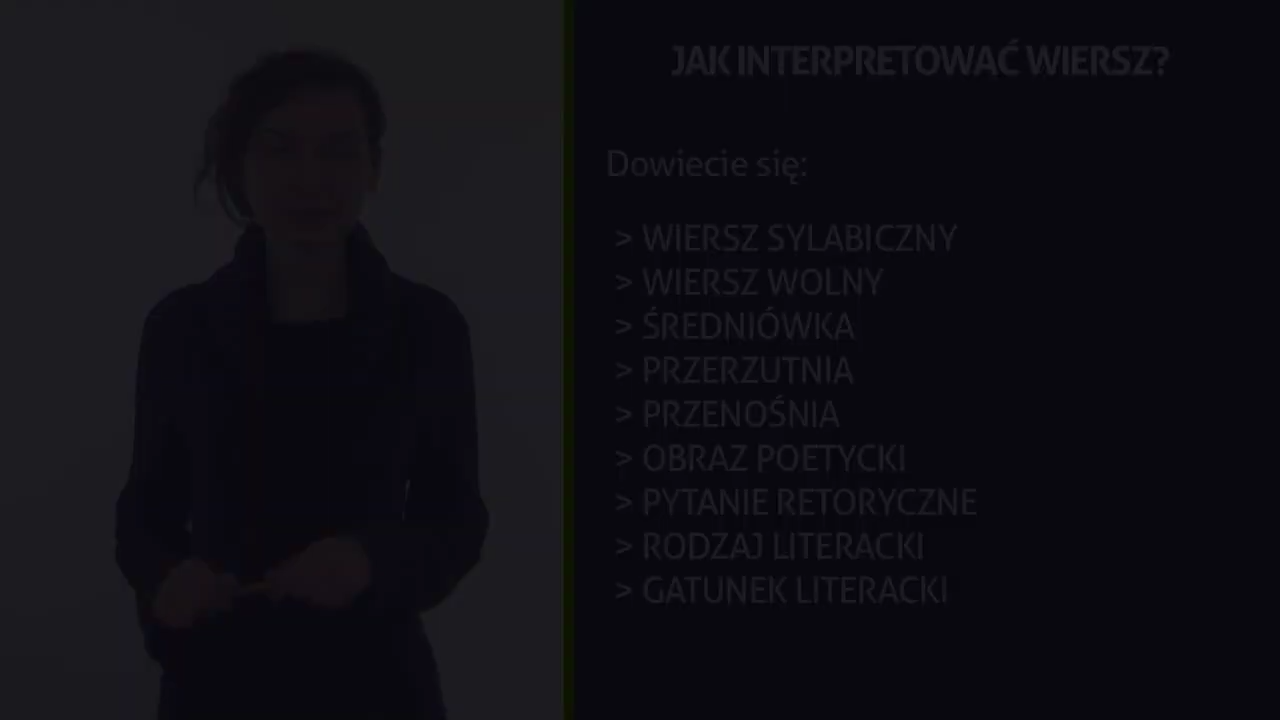 JAK INTERPRETOWAĆ WIERSZ?
Dowiecie się:
> WIERSZ SYLABICZNY
> WIERSZ WOLNY
> ŚREDNIÓWKA
> PRZERZUTNIA
> PRZENOŚNIA
> OBRAZ POETYCKI
> PYTANIE RETORYCZNE
> RODZAJ LITERACKI
> GATUNEK LITERACKI